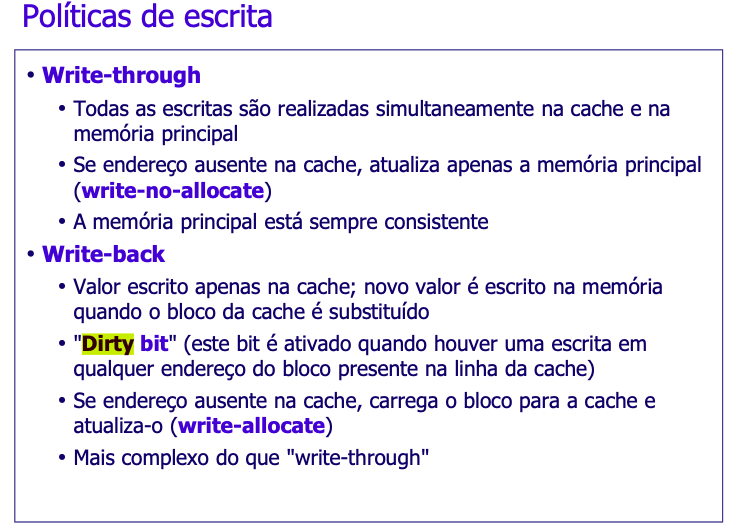 Políticas de escrita
• Write-through
• Todas as escritas são realizadas simultaneamente na cache e na
memória principal
• Se endereço ausente na cache, atualiza apenas a memória principal
(write-no-allocate)
• A memória principal está sempre consistente
• Write-back
• Valor escrito apenas na cache; novo valor é escrito na memória
quando o bloco da cache é substituído
• "Dirty bit" (este bit é ativado quando houver uma escrita em
qualquer endereço do bloco presente na linha da cache)
• Se endereço ausente na cache, carrega o bloco para a cache e
atualiza-o (write-allocate)
• Mais complexo do que "write-through"